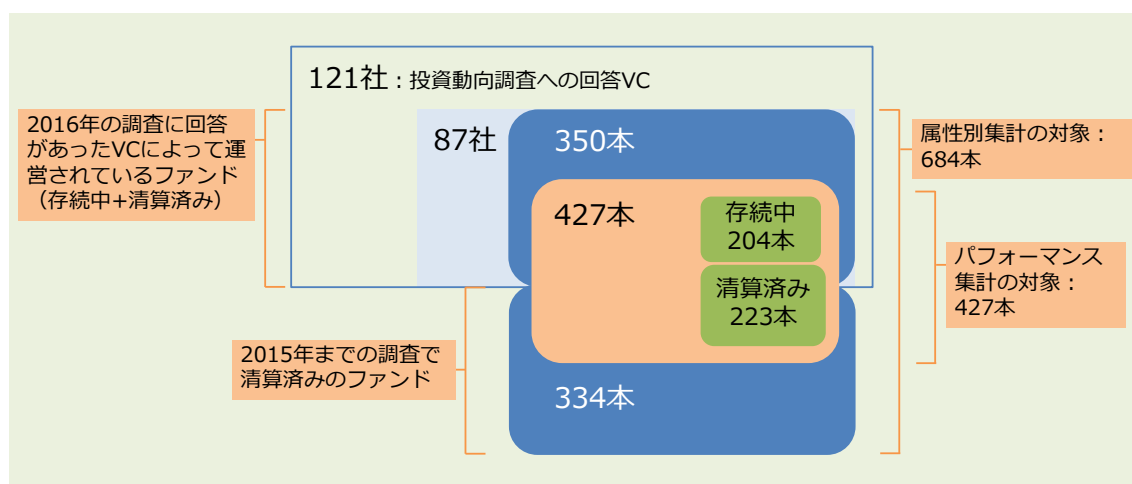 121社：投資動向調査への回答VC
2016年の調査に回答
があったVCによって運
営されているファンド
（存続中+清算済み）
87社
350本
属性別集計の対象：
684本
427本
存続中
204本
清算済み
223本
パフォーマンス
集計の対象：
427本
2015年までの調査で
清算済みのファンド
334本